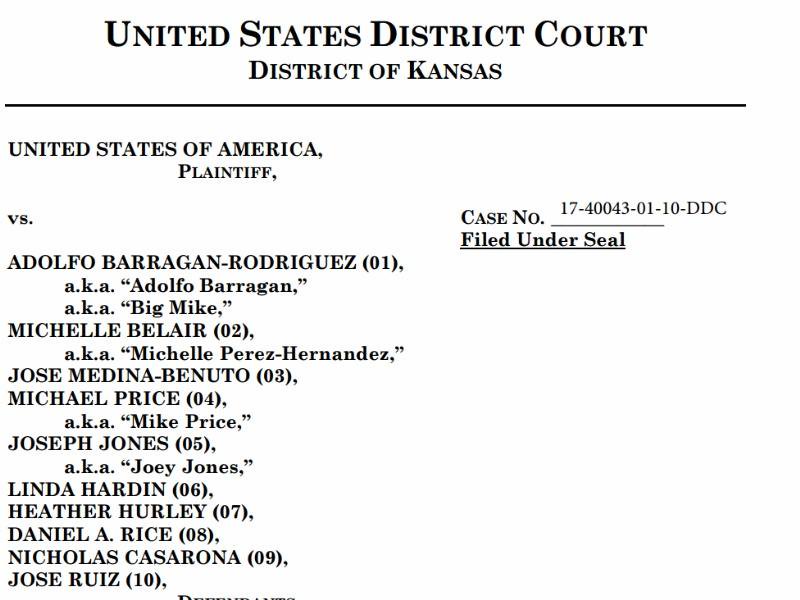 UNITED STATES DISTRICT COURT
DISTRICT OF KANSAS
UNITED STATES OF AMERICA,
PLAINTIFF,
vs.
CASE NO. 17-40043-01-10-DDC
Filed Under Seal
ADOLFO BARRAGAN-RODRIGUEZ (01),
a.k.a. “Adolfo Barragan,”
a.k.a. “Big Mike,”
MICHELLE BELAIR (02),
a.k.a. “Michelle Perez-Hernandez,”
JOSE MEDINA-BENUTO (03),
MICHAEL PRICE (04),
a.k.a. “Mike Price,”
JOSEPH JONES (05),
a.k.a. “Joey Jones,”
LINDA HARDIN (06),
HEATHER HURLEY (07),
DANIEL A. RICE (08),
NICHOLAS CASARONA (09),
JOSE RUIZ (10),